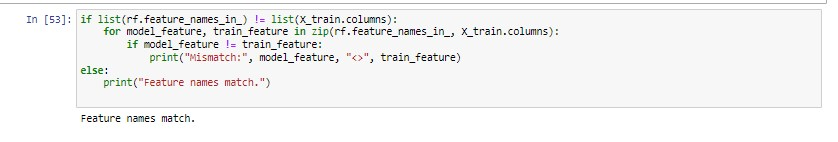 In [53]: if list(rf.feature_names_in_) != list(X_train.columns):
    for model_feature, train_feature in zip(rf.feature_names_in_, X_train.columns):
        if model_feature != train_feature:
            print("Mismatch:", model_feature, "<>", train_feature)
else:
    print("Feature names match.")
Feature names match.